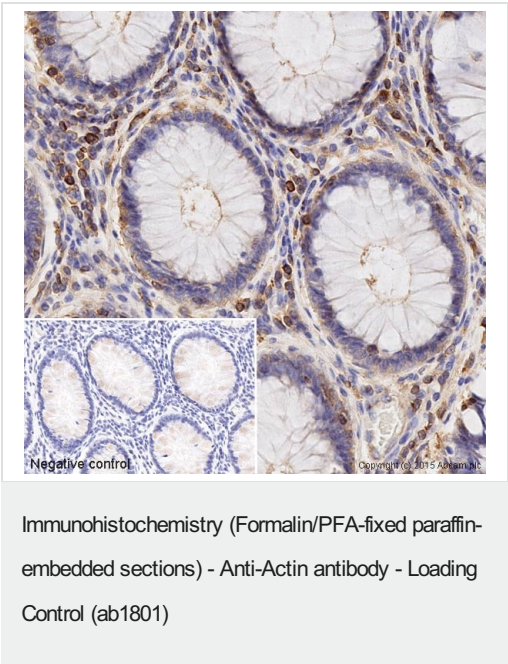 Negative control
Copyright (c) 2015 Abcam plc
Immunohistochemistry (Formalin/PFA-fixed paraffin-
embedded sections) - Anti-Actin antibody - Loading
Control (ab1801)